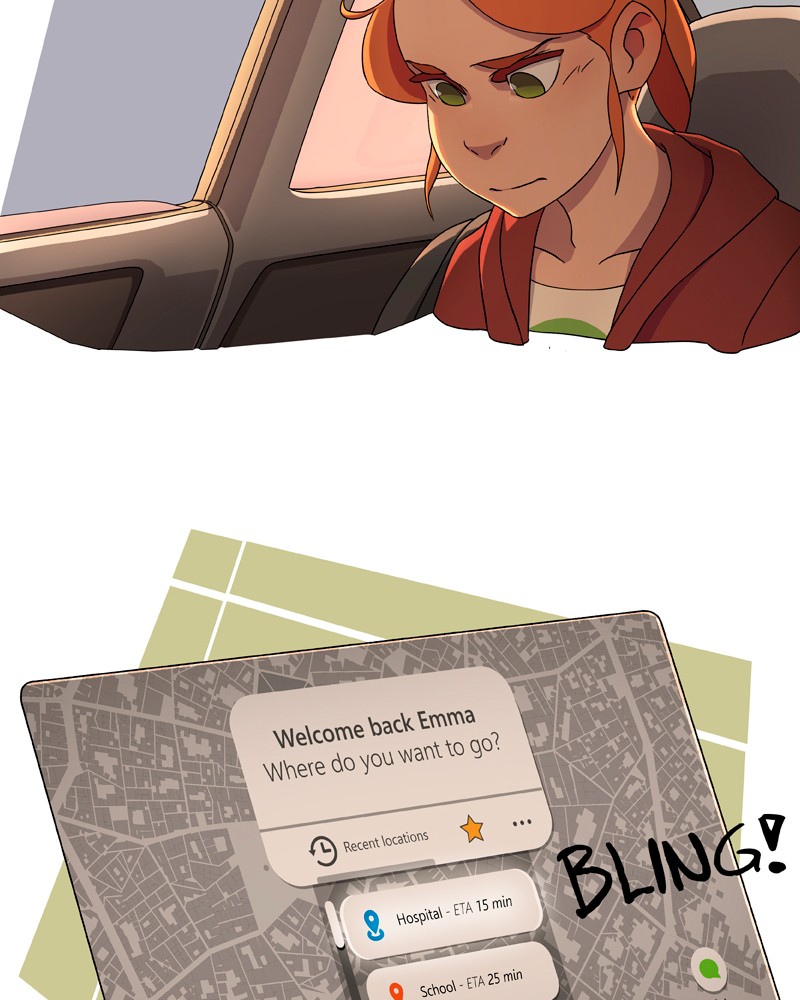 Welcome back Emma
Where do you want to go?
Recent locations
BLING!
Hospital - ETA 15 min
School - ETA 25 min